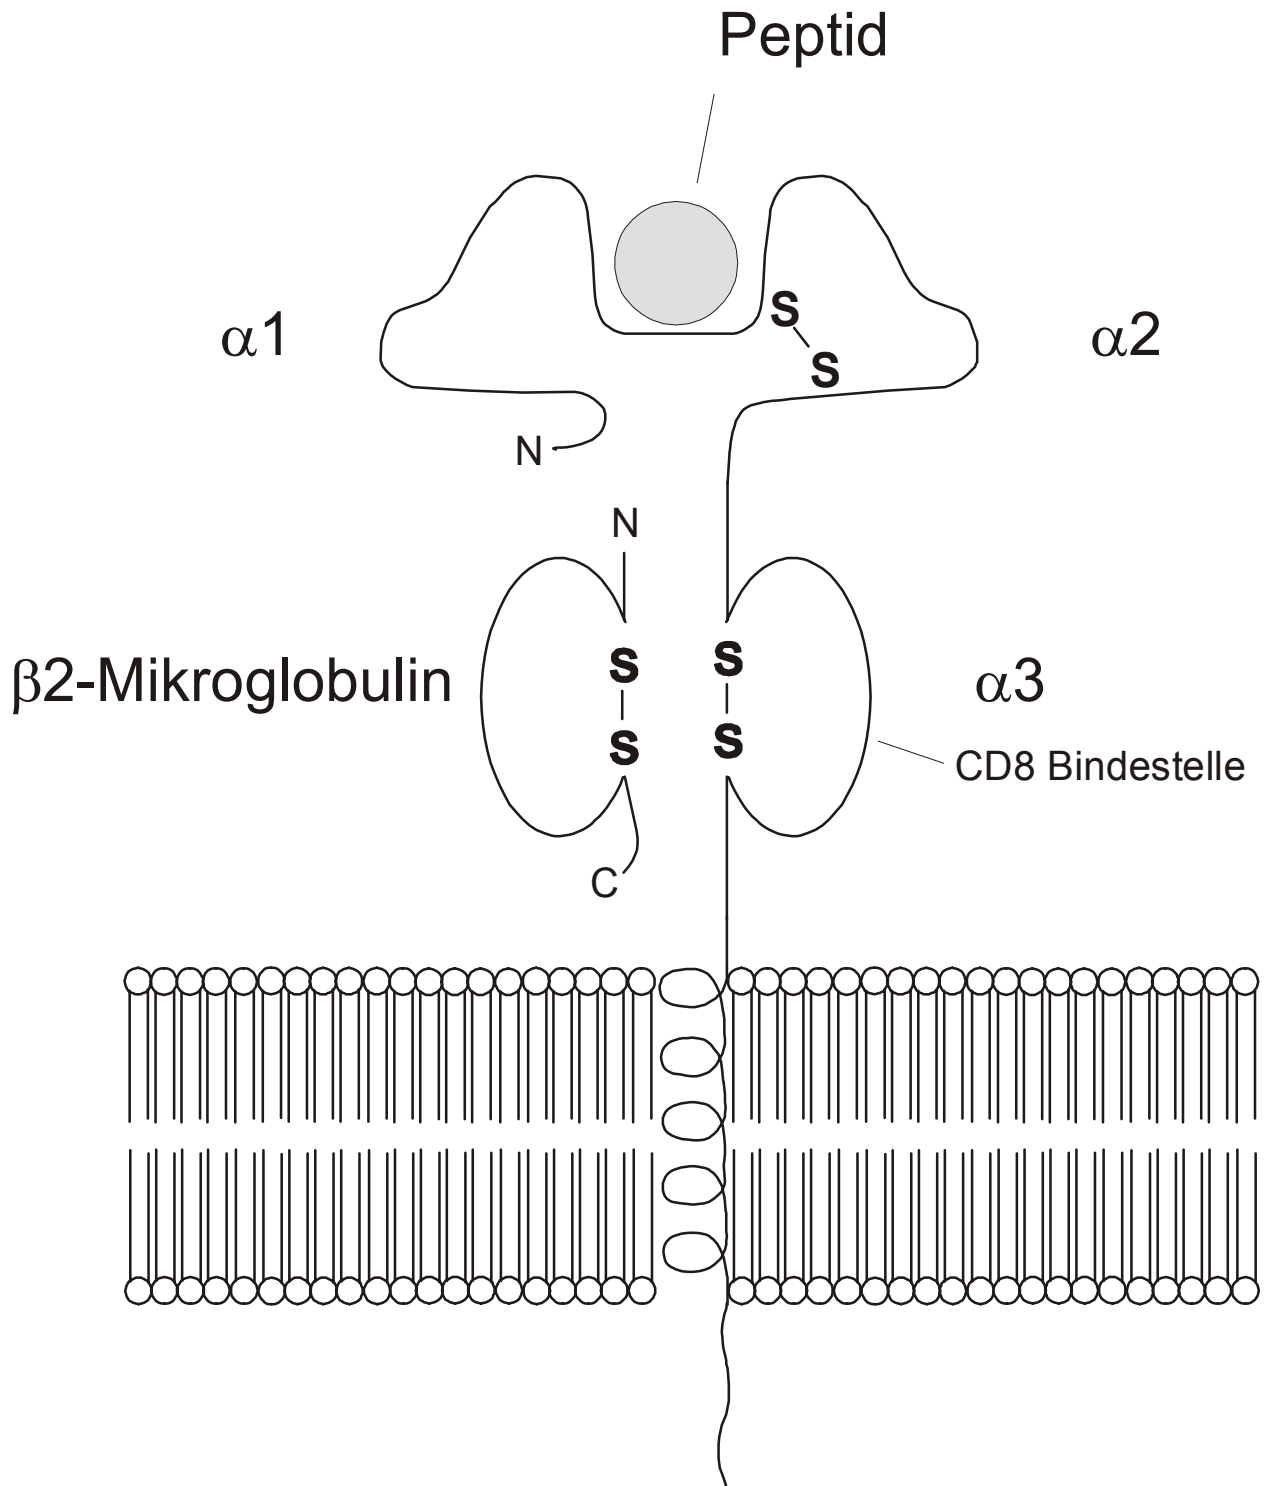 Peptid
α1
α2
S
S
N
N
β2-Mikroglobulin
S
S
S
S
α3
CD8 Bindestelle
C